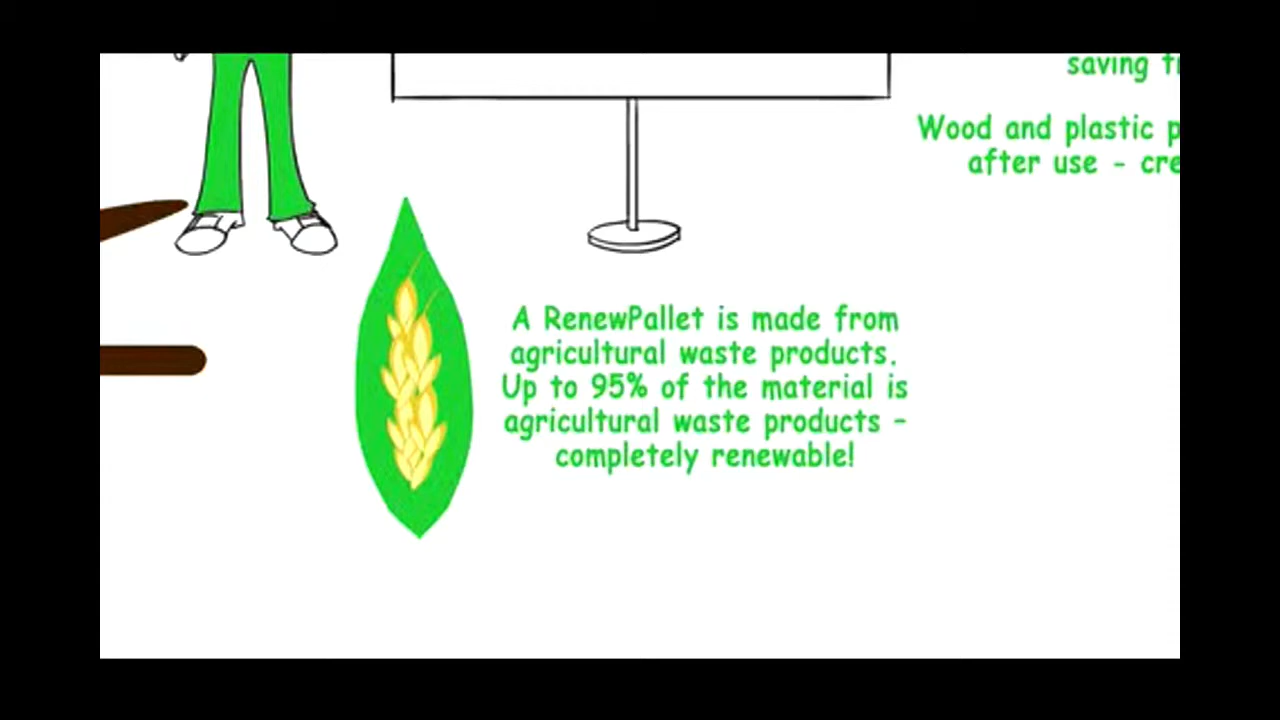 saving
Wood and plastic
after use -
A RenewPallet is made from
agricultural waste products.
Up to 95% of the material is
agricultural waste products -
completely renewable!